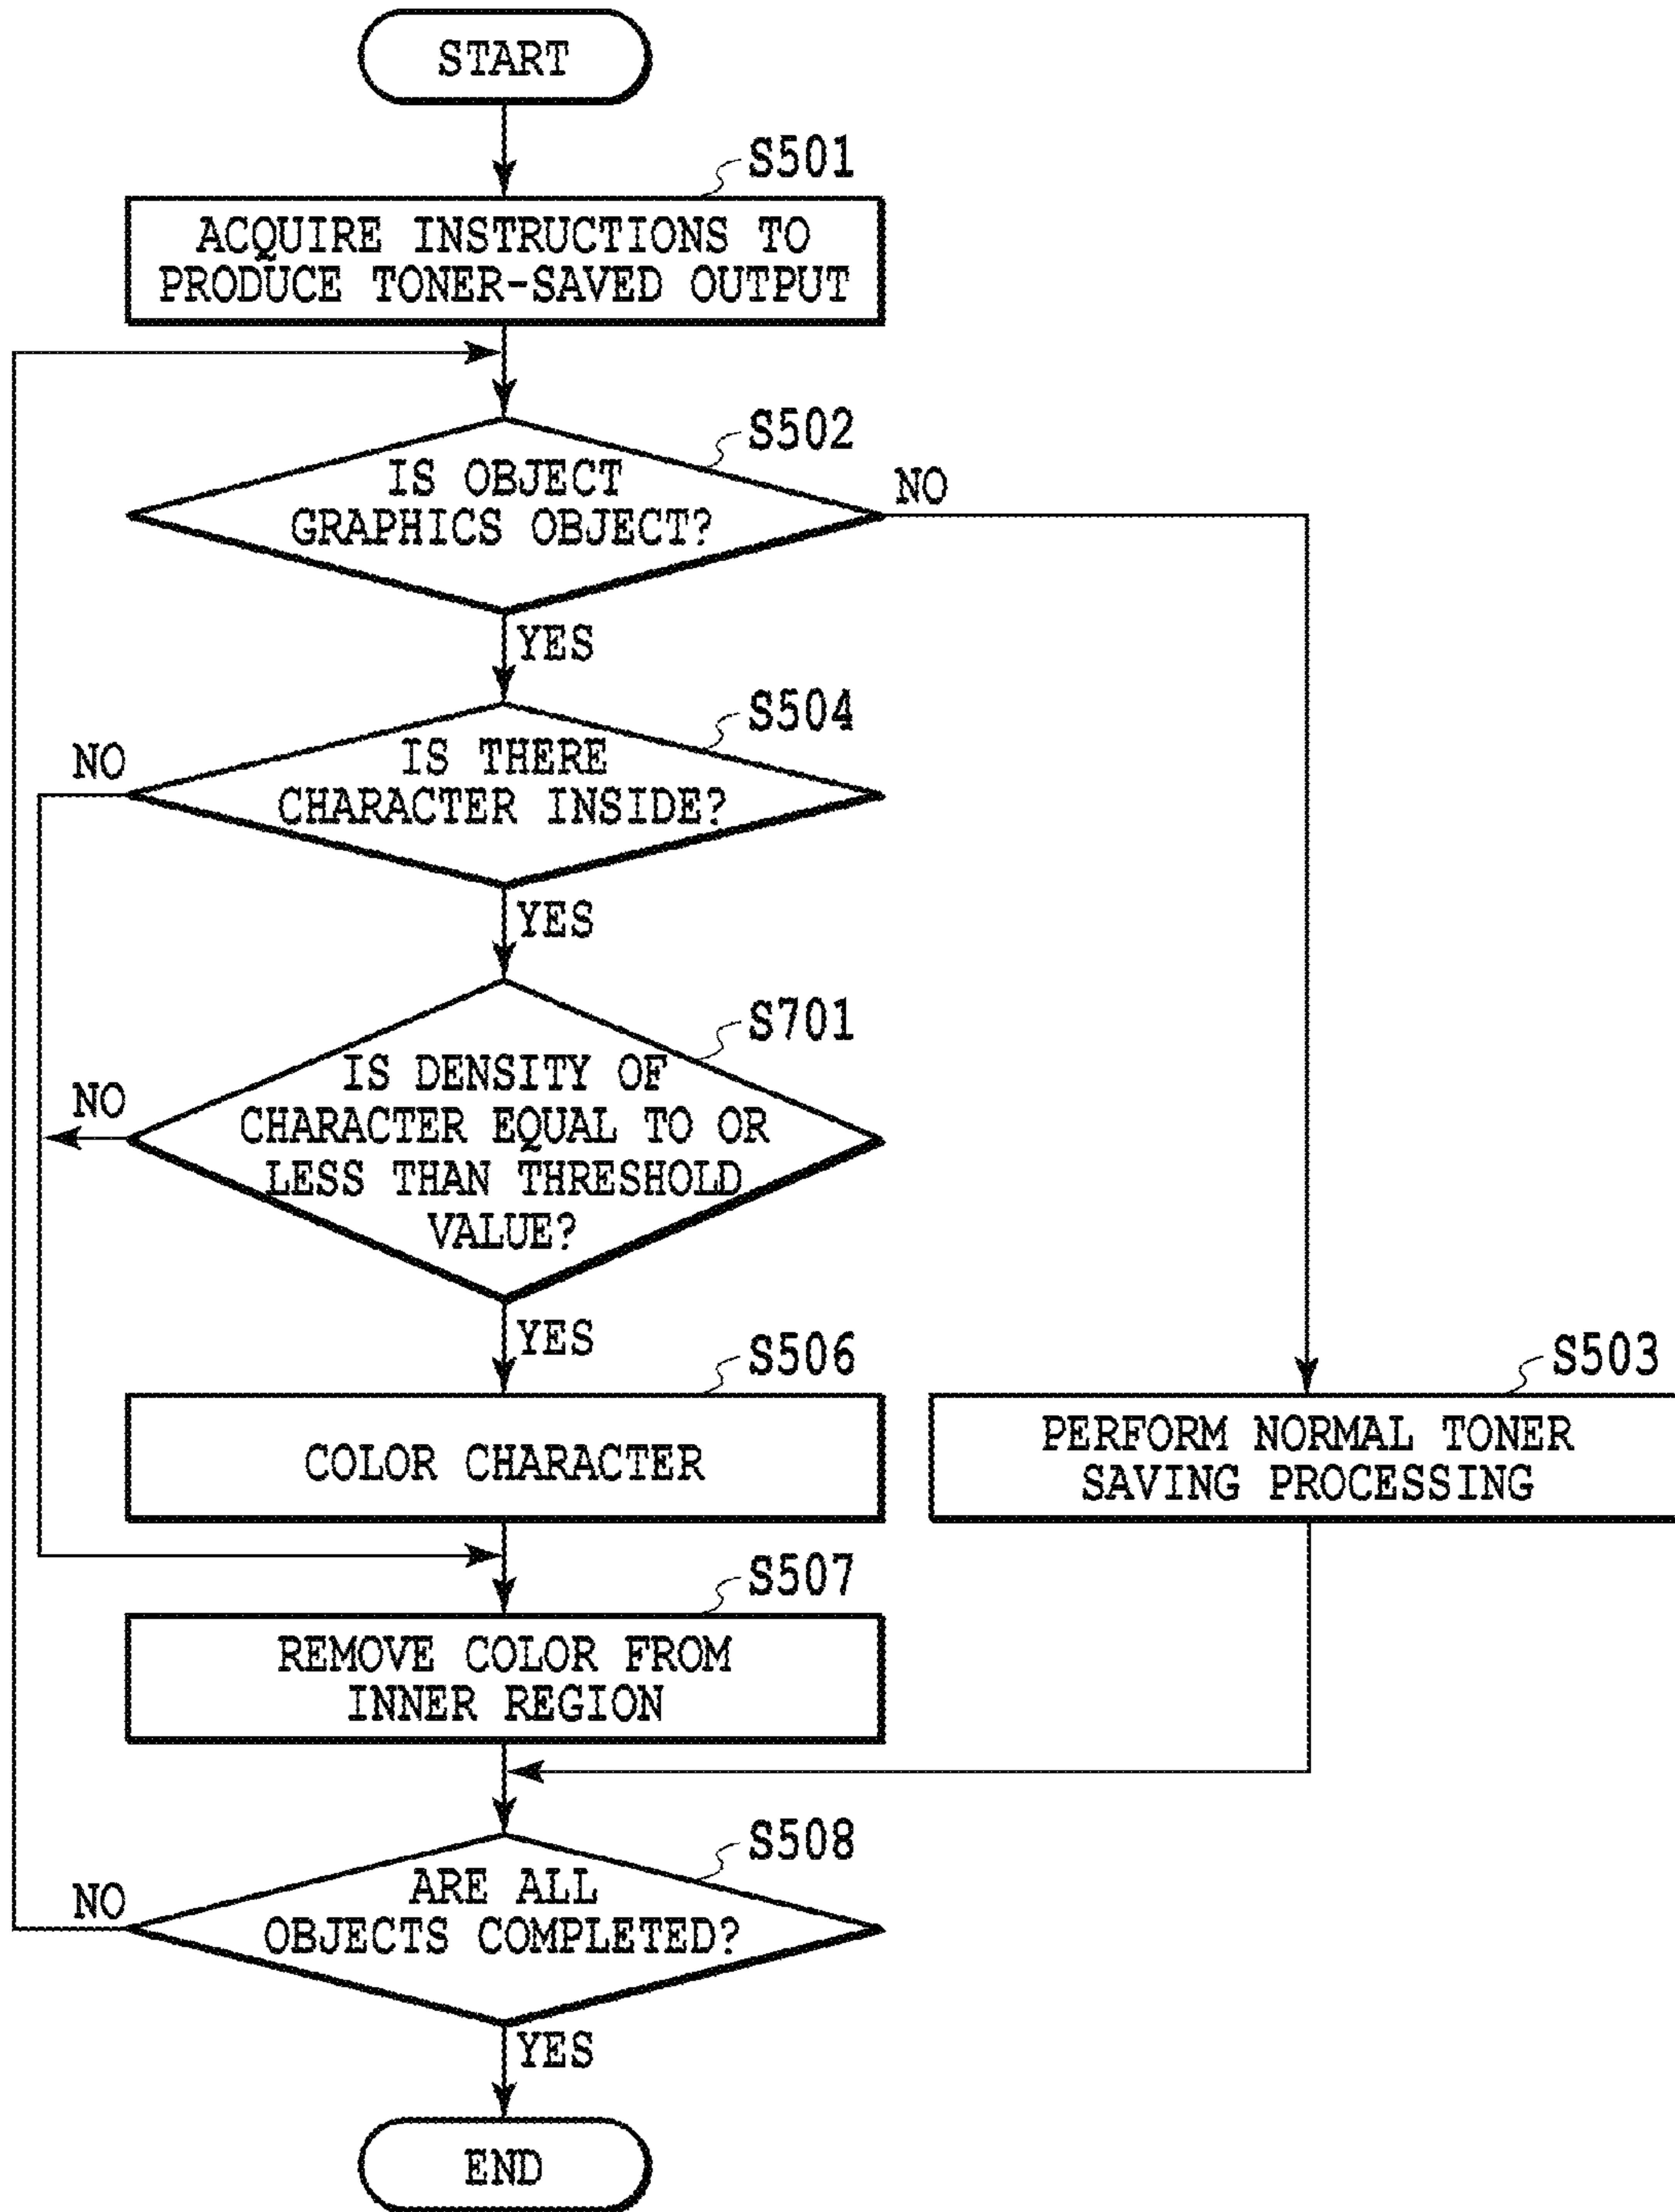 START
S501
ACQUIRE INSTRUCTIONS TO
PRODUCE TONER-SAVED OUTPUT
S502
IS OBJECT
GRAPHICS OBJECT?
NO
YES
S504
IS THERE
CHARACTER INSIDE?
NO
YES
S701
IS DENSITY OF
CHARACTER EQUAL TO OR
LESS THAN THRESHOLD
VALUE?
NO
YES
S506
COLOR CHARACTER
S503
PERFORM NORMAL TONER
SAVING PROCESSING
S507
REMOVE COLOR FROM
INNER REGION
S508
ARE ALL
OBJECTS COMPLETED?
NO
YES
END